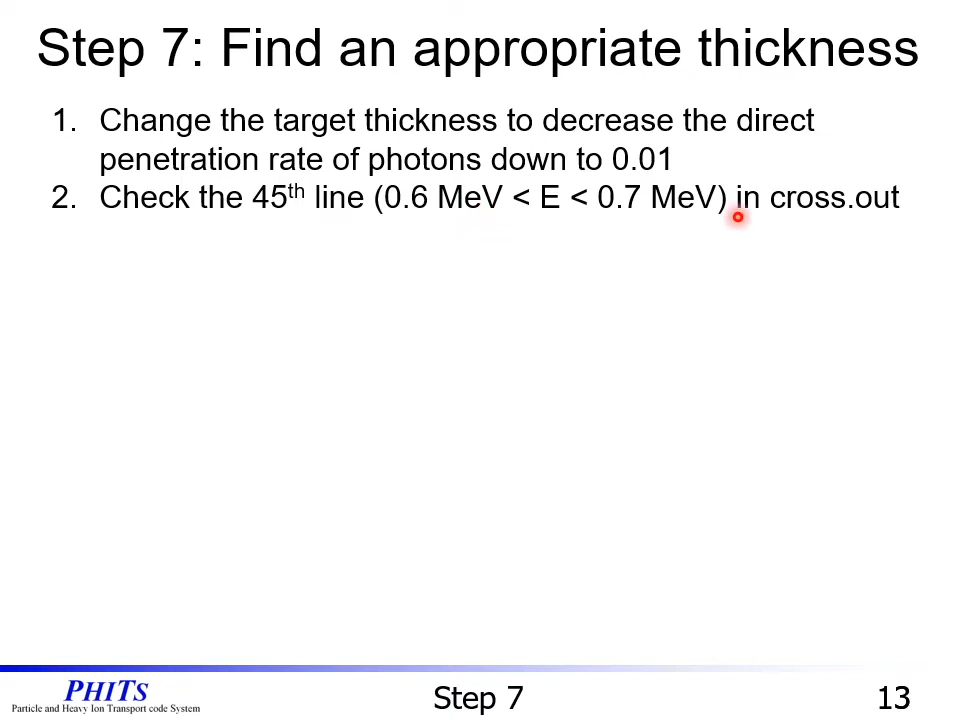 Step 7: Find an appropriate thickness
1. Change the target thickness to decrease the direct
penetration rate of photons down to 0.01
2. Check the 45th line (0.6 MeV < E < 0.7 MeV) in cross.out
PHITS
Particle and Heavy Ion Transport code System
Step 7
13